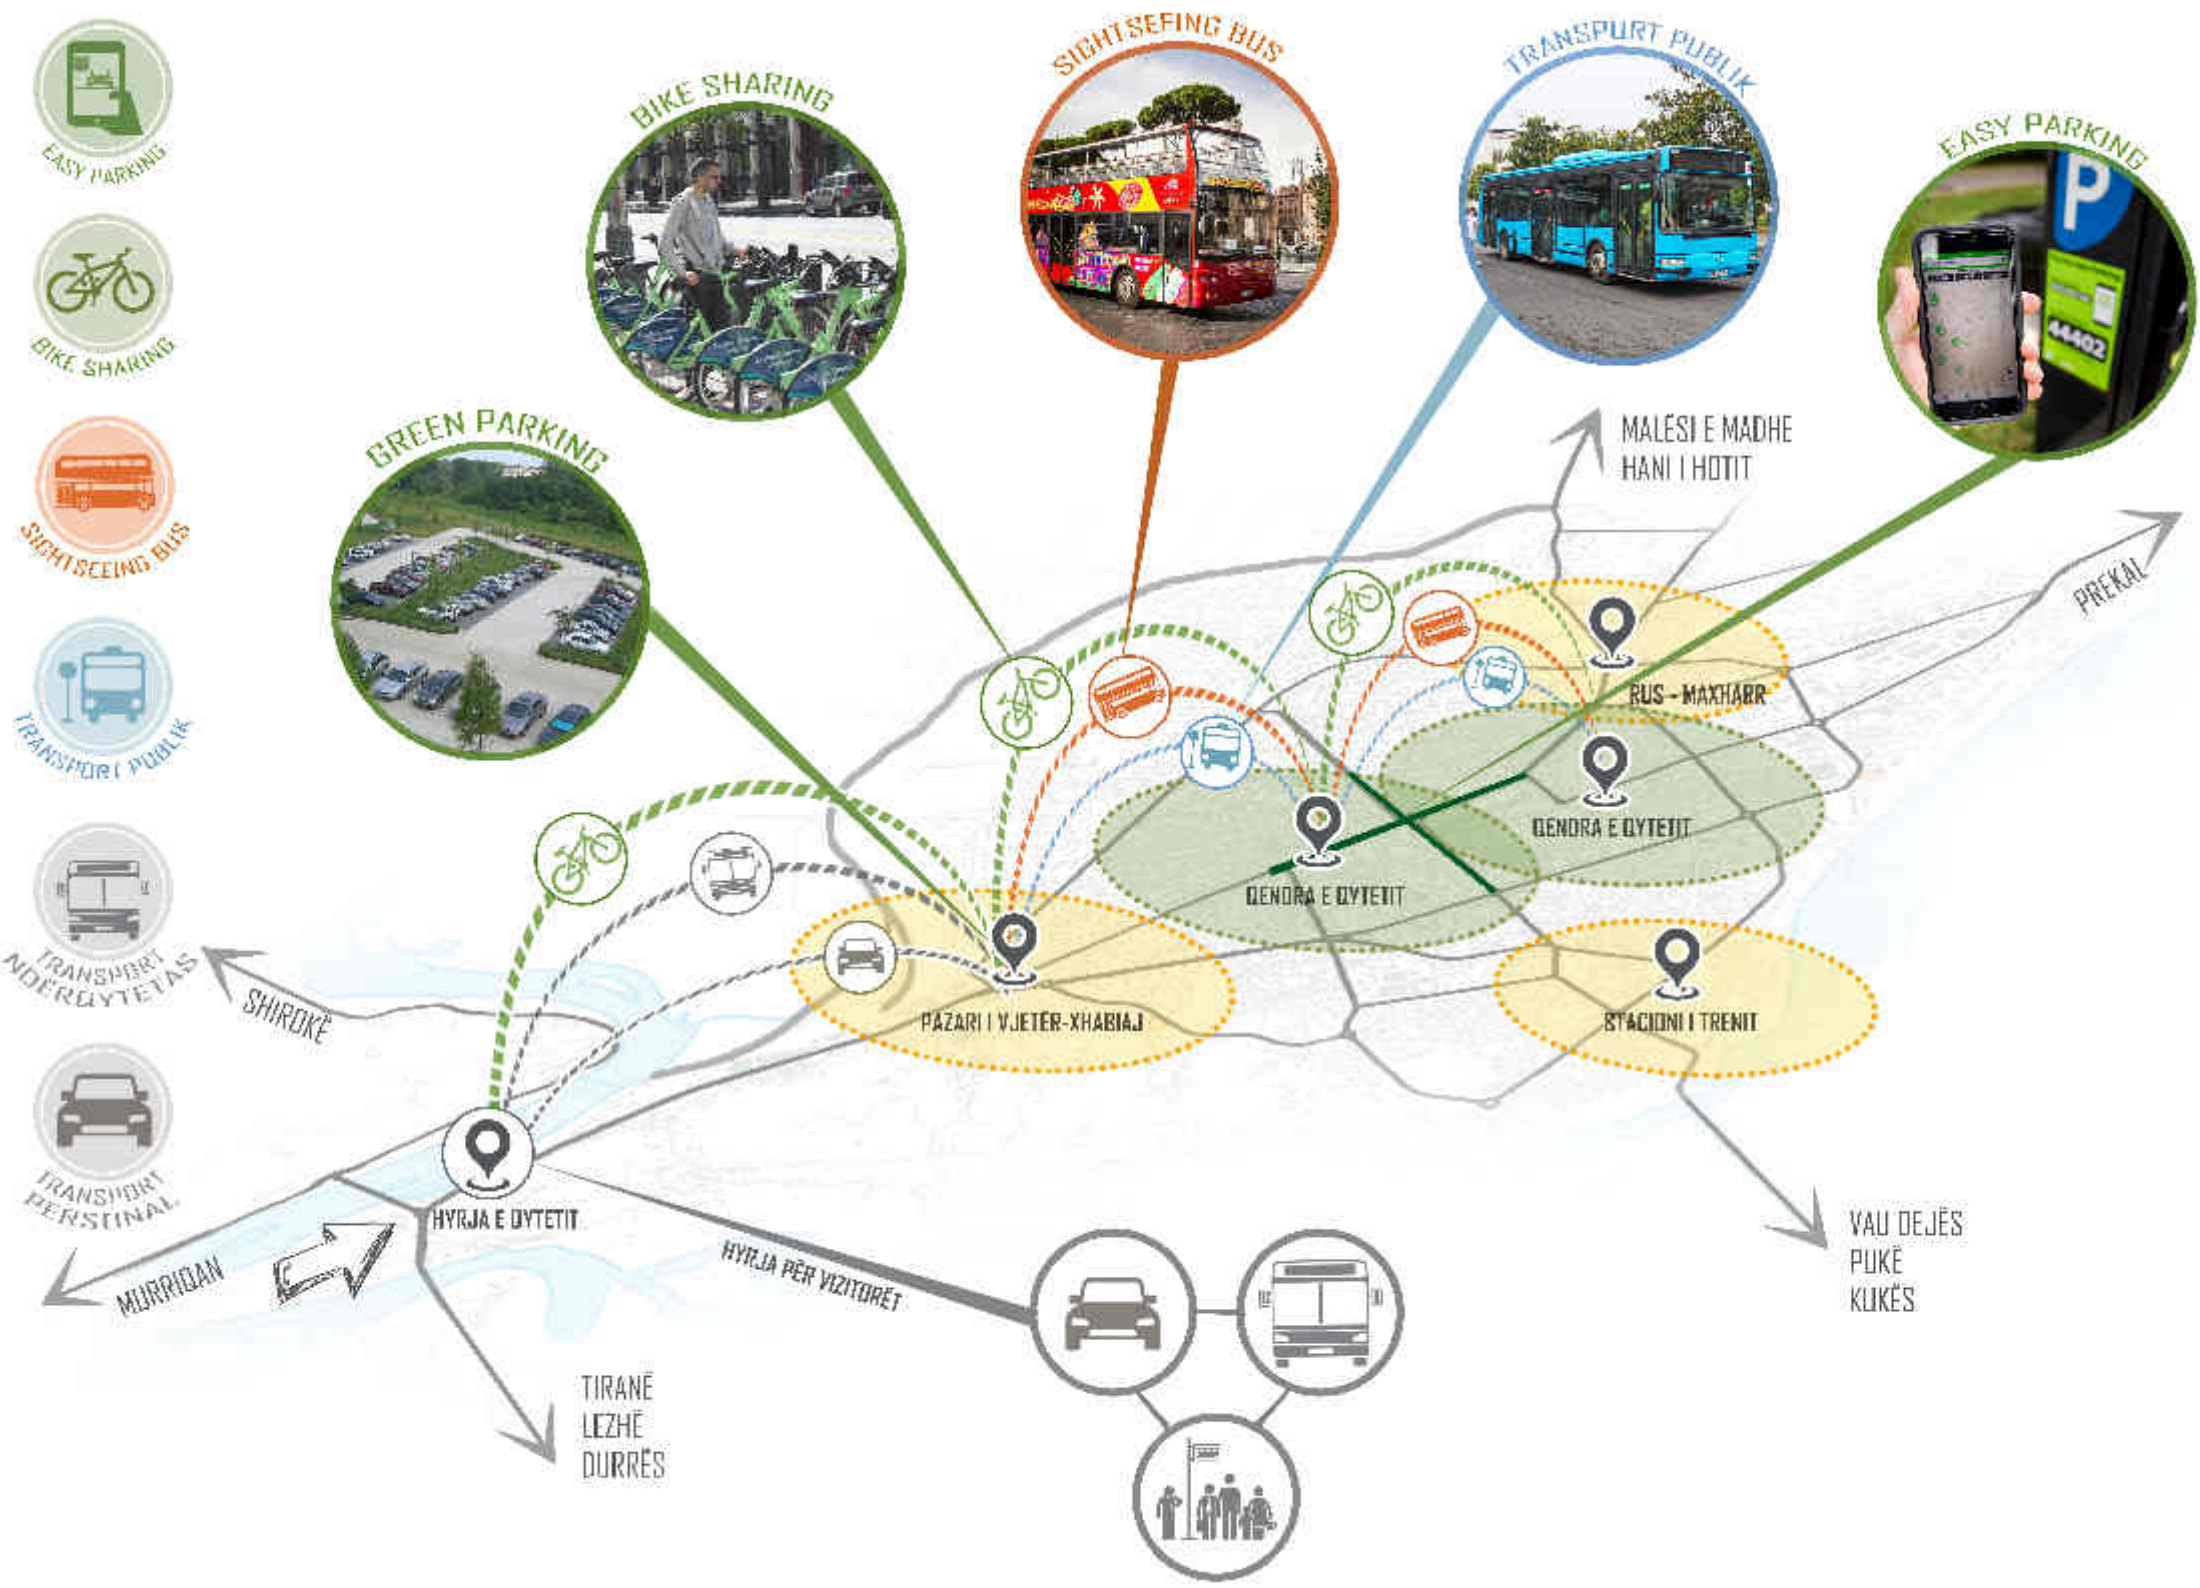 EASY PARKING
BIKE SHARING
SIGHTSEEING BUS
TRANSPORT PUBLIK
TRANSPORT
NDËRQYTETAS
TRANSPORT
PERSONAL
GREEN PARKING
BIKE SHARING
SIGHTSEEING BUS
TRANSPORT PUBLIK
EASY PARKING
P
44402
MALËSI E MADHE
HANI I HOTIT
PREKAL
RUS - MAXHARR
QENDRA E QYTETIT
QENDRA E QYTETIT
PAZARI I VJETËR-XHABIAJ
STACIONI I TRENIT
SHIROKË
HYRJA E QYTETIT
MURRIQAN
HYRJA PËR VIZITORËT
TIRANË
LEZHË
DURRËS
VAU DEJËS
PUKË
KUKËS